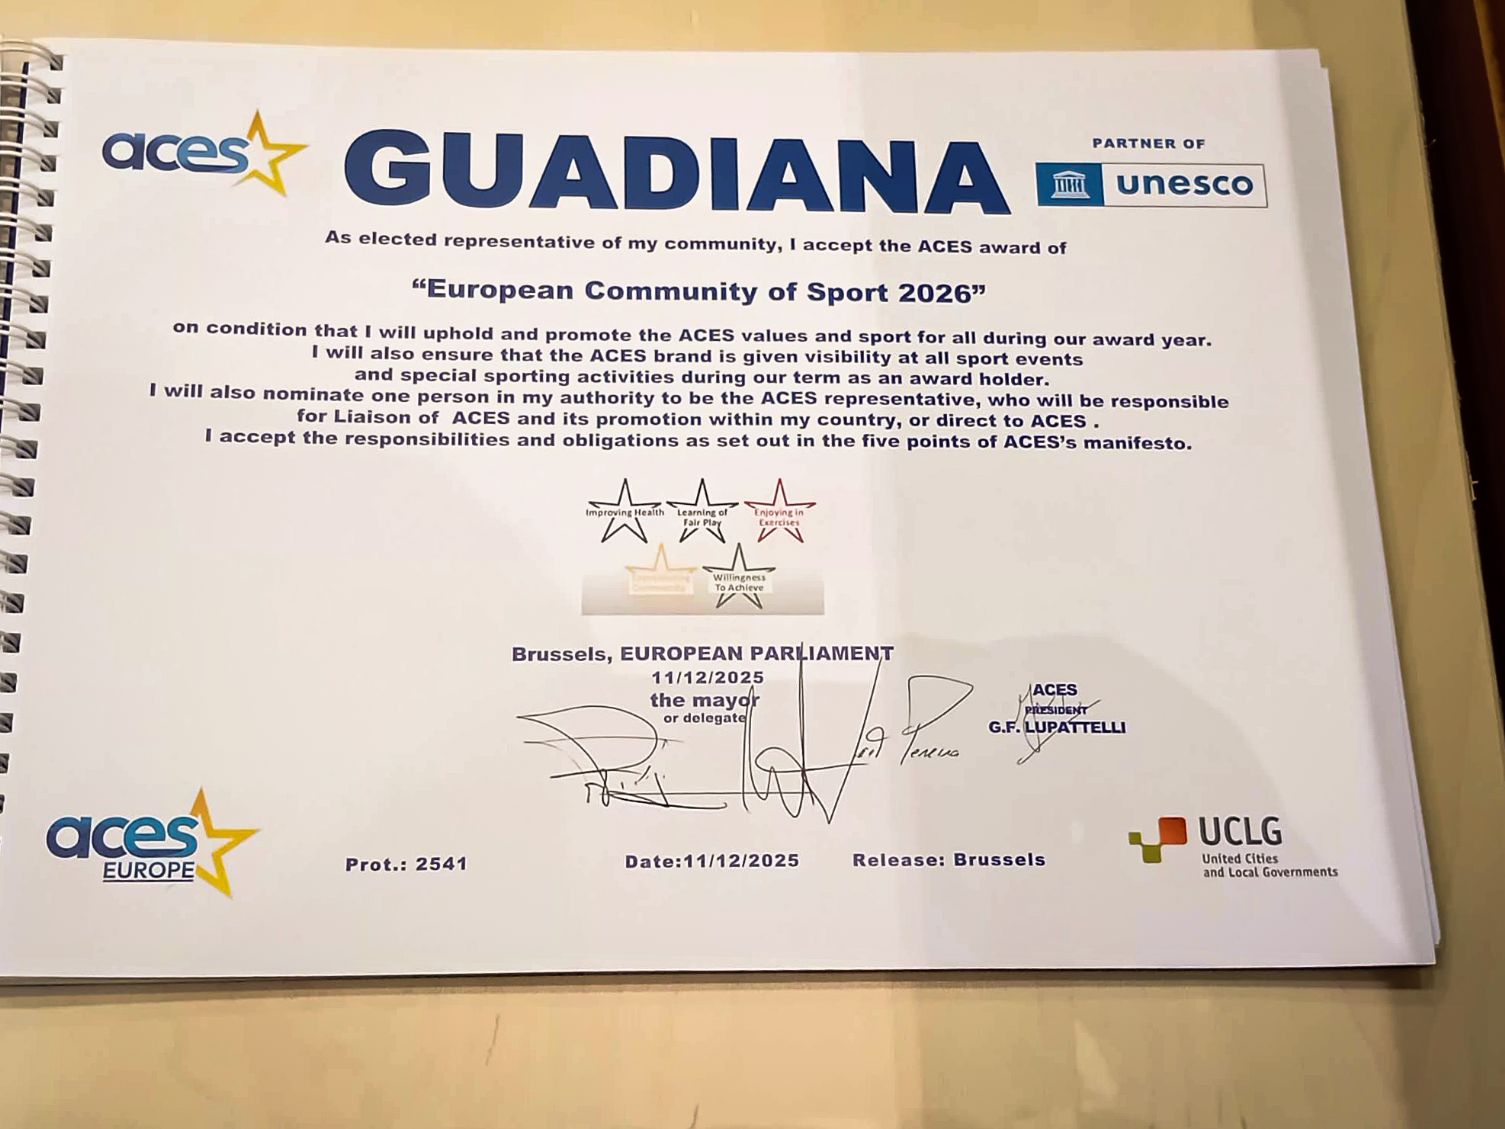 aces
GUADIANA
PARTNER OF
unesco
As elected representative of my community, I accept the ACES award of
“European Community of Sport 2026”
on condition that I will uphold and promote the ACES values and sport for all during our award year.
I will also ensure that the ACES brand is given visibility at all sport events
and special sporting activities during our term as an award holder.
I will also nominate one person in my authority to be the ACES representative, who will be responsible
for Liaison of ACES and its promotion within my country, or direct to ACES .
I accept the responsibilities and obligations as set out in the five points of ACES’s manifesto.
Improving Health
Learning of
Fair Play
Enjoying in
Exercises
Willingness
To Achieve
Brussels, EUROPEAN PARLIAMENT
11/12/2025
the mayor
or delegate
ACES
PRESIDENT
G.F. LUPATTELLI
aces
EUROPE
Prot.: 2541
Date:11/12/2025
Release: Brussels
UCLG
United Cities
and Local Governments